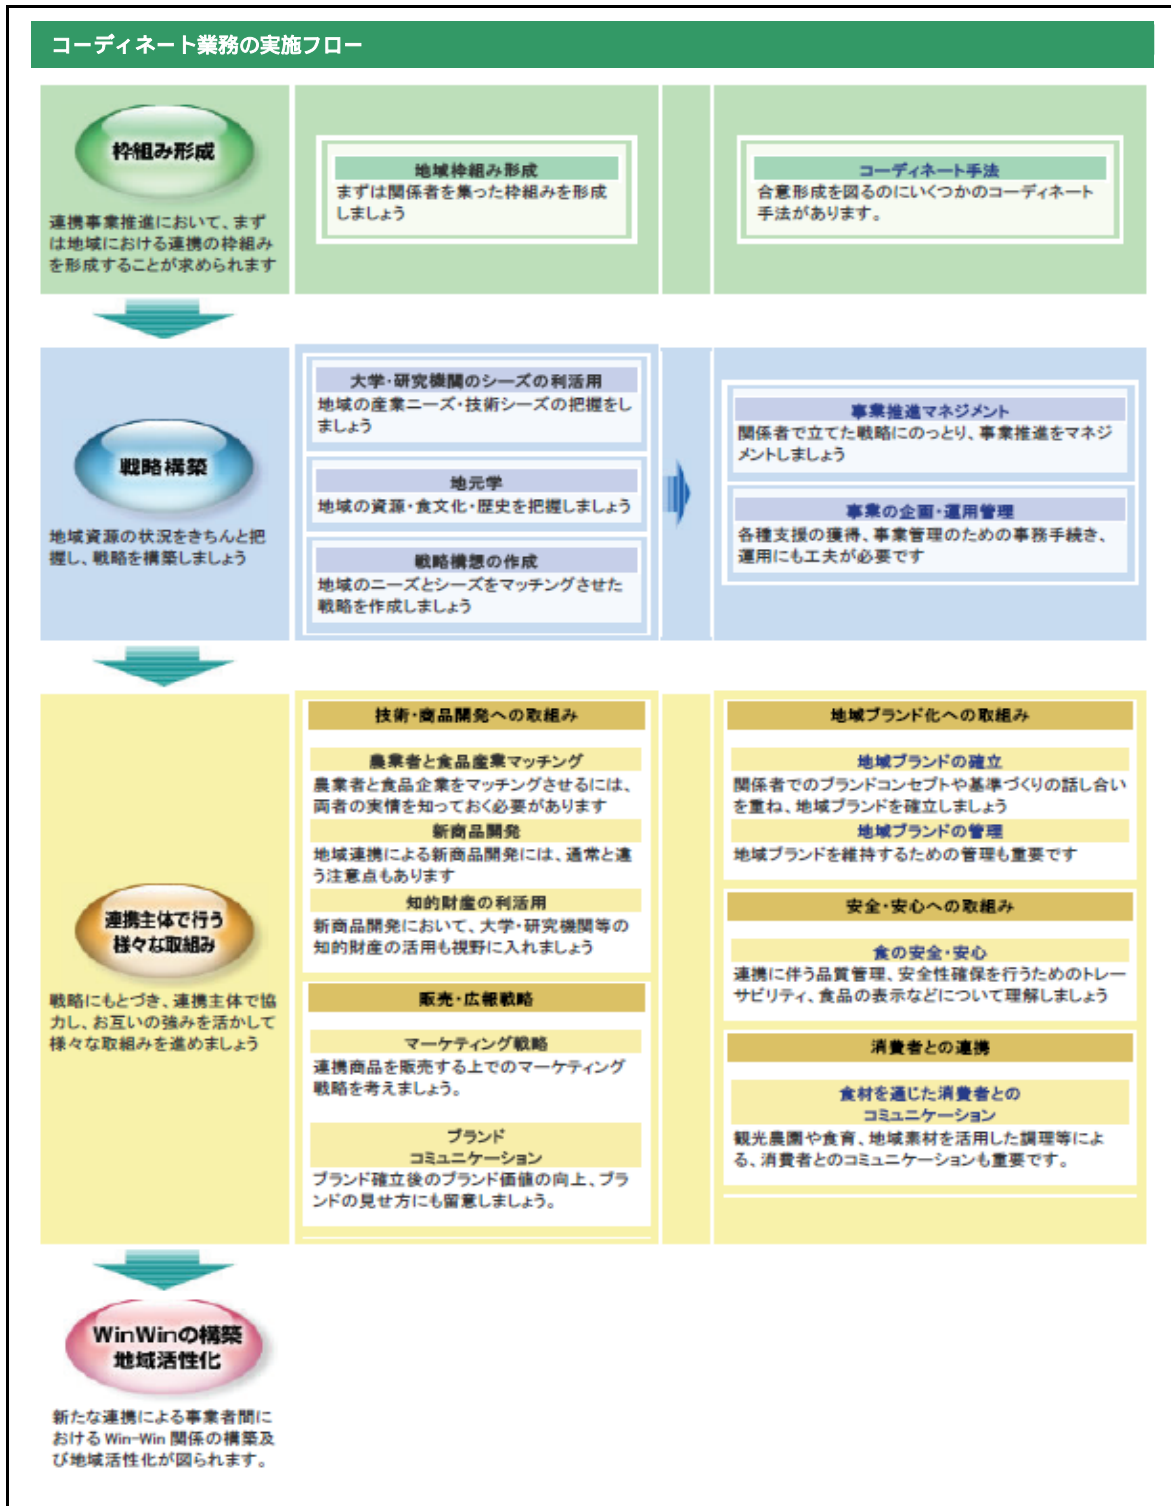 コーディネート業務の実施フロー
枠組み形成
連携事業推進において、まず
は地域における連携の枠組み
を形成することが求められます
地域枠組み形成
まずは関係者を集った枠組みを形成
しましょう
コーディネート手法
合意形成を図るのにいくつかのコーディネート
手法があります。
戦略構築
地域資源の状況をきちんと把
握し、戦略を構築しましょう
大学・研究機関のシーズの利活用
地域の産業ニーズ・技術シーズの把握をし
ましょう
地元学
地域の資源・食文化・歴史を把握しましょう
戦略構想の作成
地域のニーズとシーズをマッチングさせた
戦略を作成しましょう
事業推進マネジメント
関係者で立てた戦略にのっとり、事業推進をマネジ
メントしましょう
事業の企画・運用管理
各種支援の獲得、事業管理のための事務手続き、
運用にも工夫が必要です
連携主体で行う
様々な取組み
戦略にもとづき、連携主体で協
力し、お互いの強みを活かして
様々な取組みを進めましょう
技術・商品開発への取組み
農業者と食品産業マッチング
農業者と食品企業をマッチングさせるには、
両者の実情を知っておく必要があります
新商品開発
地域連携による新商品開発には、通常と違
う注意点もあります
知的財産の利活用
新商品開発において、大学・研究機関等の
知的財産の活用も視野に入れましょう
販売・広報戦略
マーケティング戦略
連携商品を販売する上でのマーケティング
戦略を考えましょう。
ブランド
コミュニケーション
ブランド確立後のブランド価値の向上、ブラ
ンドの見せ方にも留意しましょう。
地域ブランド化への取組み
地域ブランドの確立
関係者でのブランドコンセプトや基準づくりの話し合い
を重ね、地域ブランドを確立しましょう
地域ブランドの管理
地域ブランドを維持するための管理も重要です
安全・安心への取組み
食の安全・安心
連携に伴う品質管理、安全性確保を行うためのトレー
サビリティ、食品の表示などについて理解しましょう
消費者との連携
食材を通じた消費者との
コミュニケーション
観光農園や食育、地域素材を活用した調理等によ
る、消費者とのコミュニケーションも重要です。
WinWinの構築
地域活性化
新たな連携による事業者間に
おける Win-Win 関係の構築及
び地域活性化が図られます。